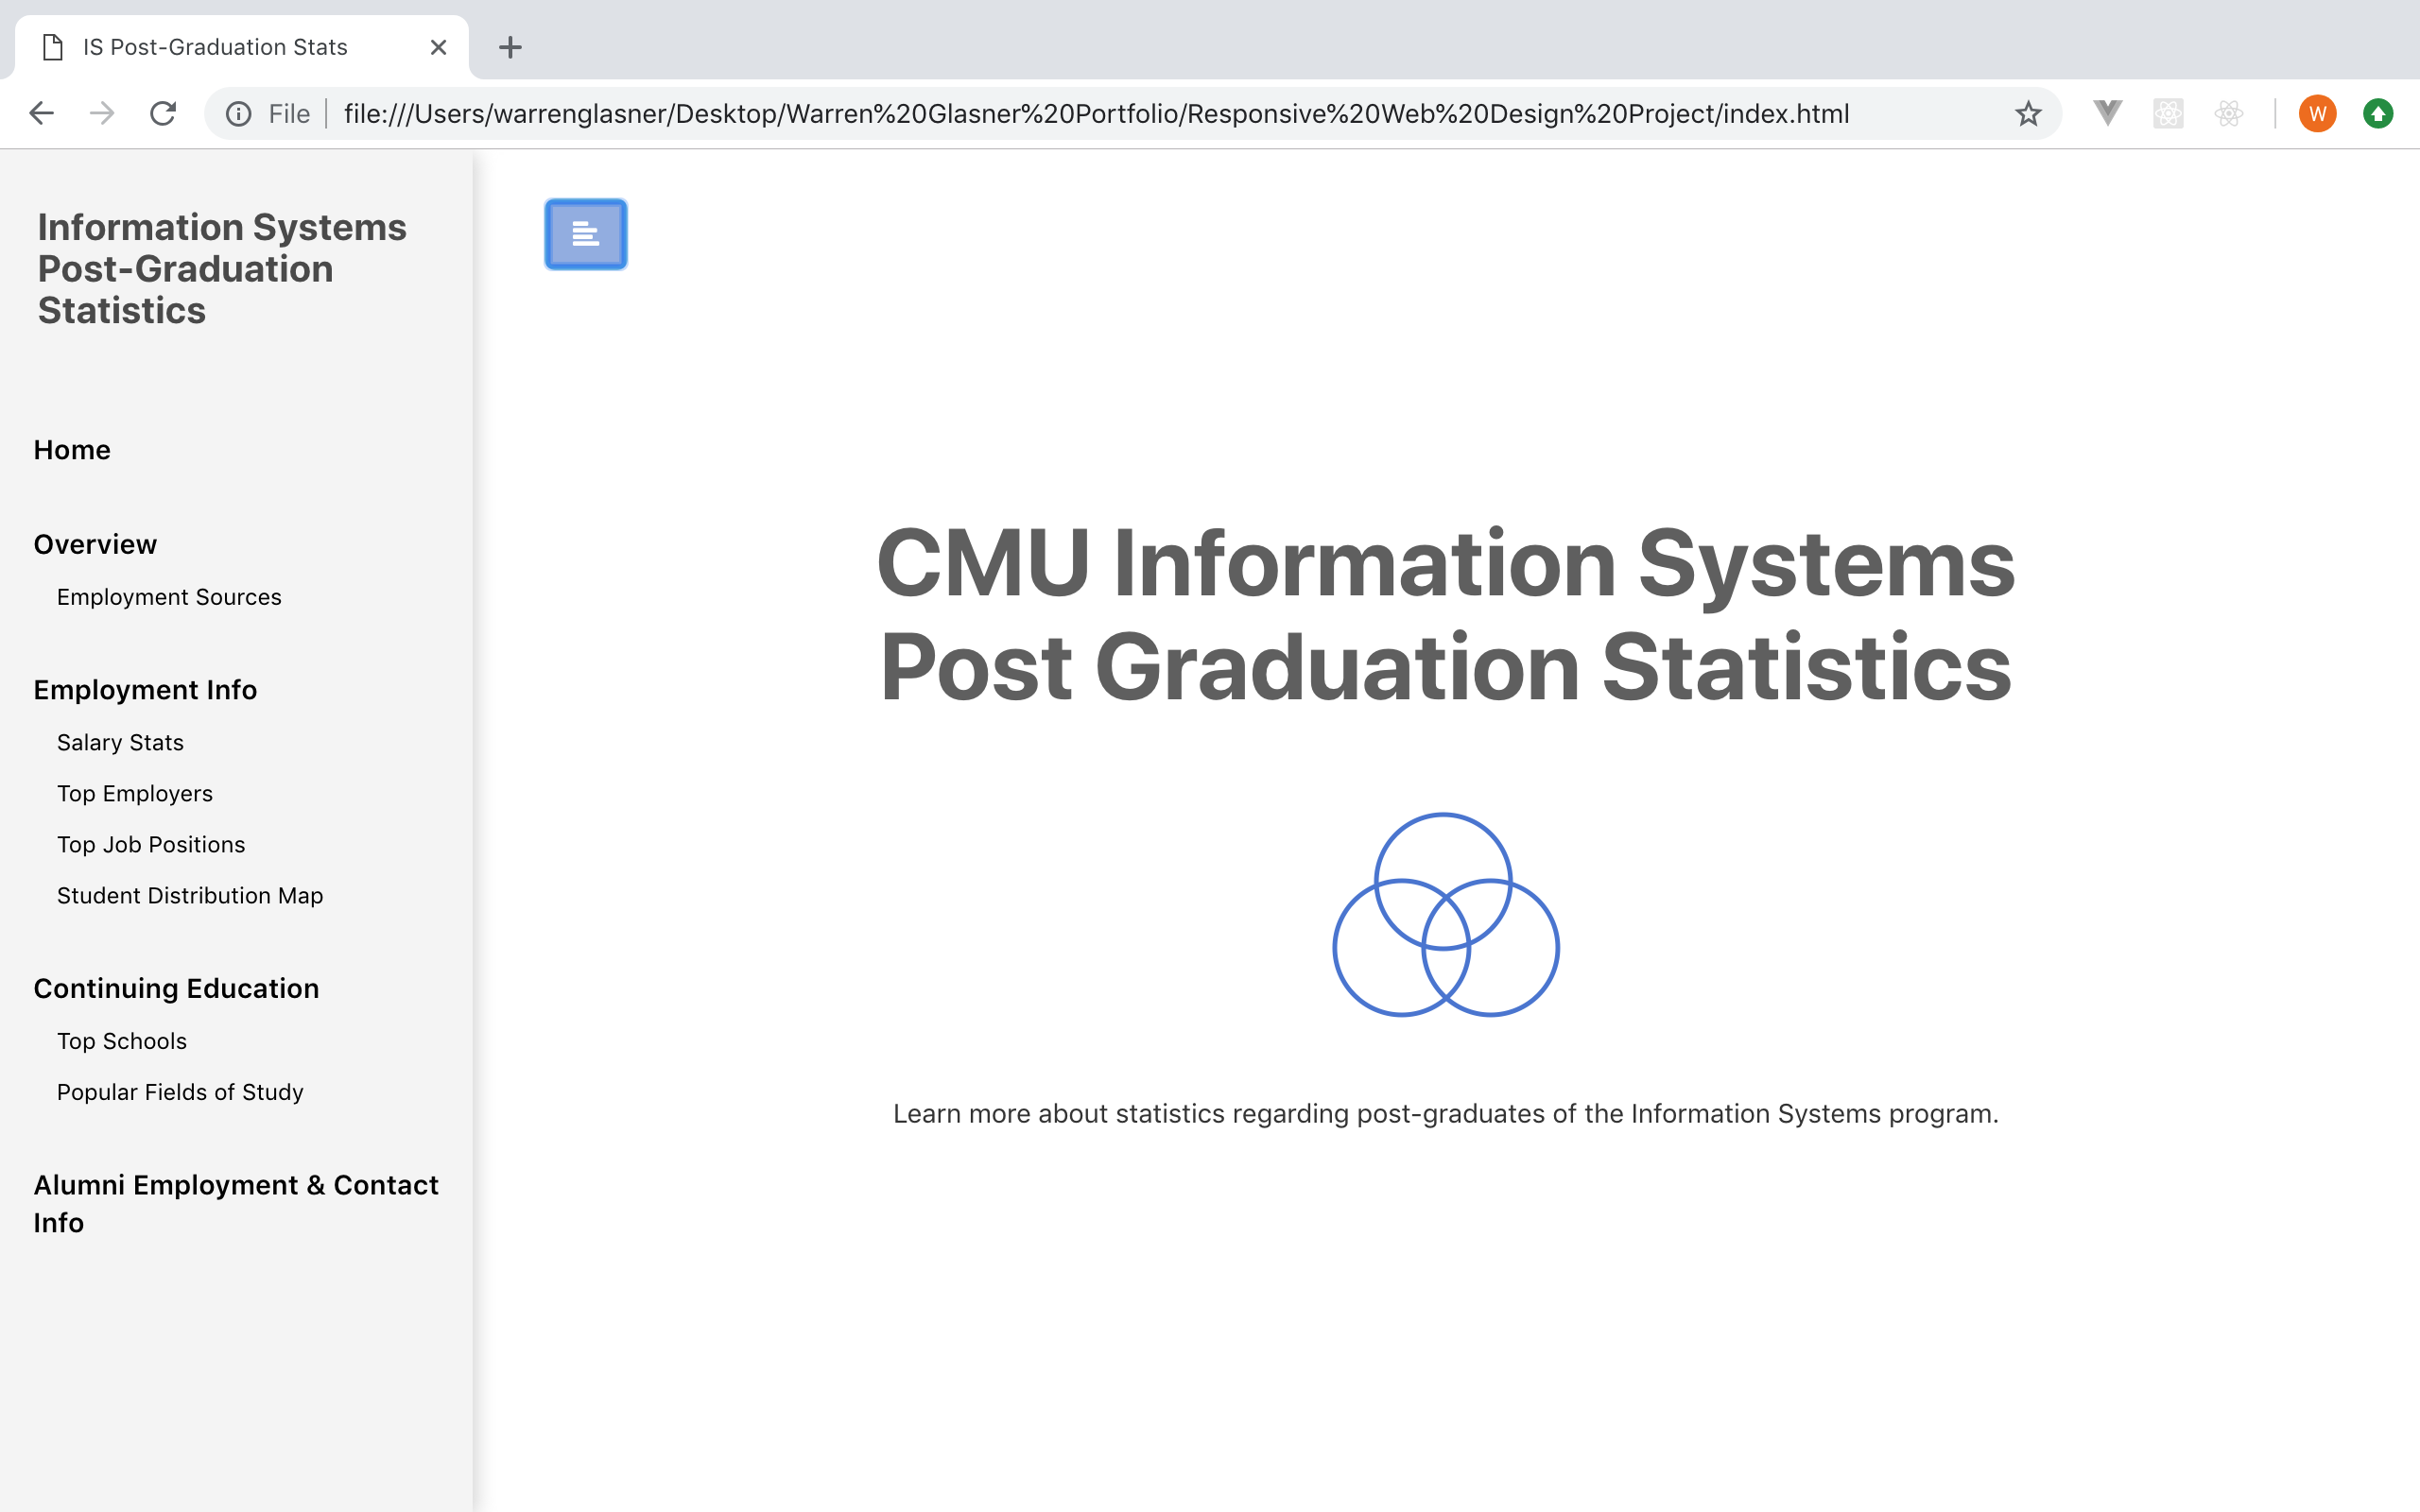 IS Post-Graduation Stats
File
file:///Users/warrenglasner/Desktop/Warren%20Glasner%20Portfolio/Responsive%20Web%20Design%20Project/index.html
W
Information Systems
Post-Graduation
Statistics
Home
Overview
Employment Sources
Employment Info
Salary Stats
Top Employers
Top Job Positions
Student Distribution Map
Continuing Education
Top Schools
Popular Fields of Study
Alumni Employment & Contact
Info
CMU Information Systems
Post Graduation Statistics
Learn more about statistics regarding post-graduates of the Information Systems program.